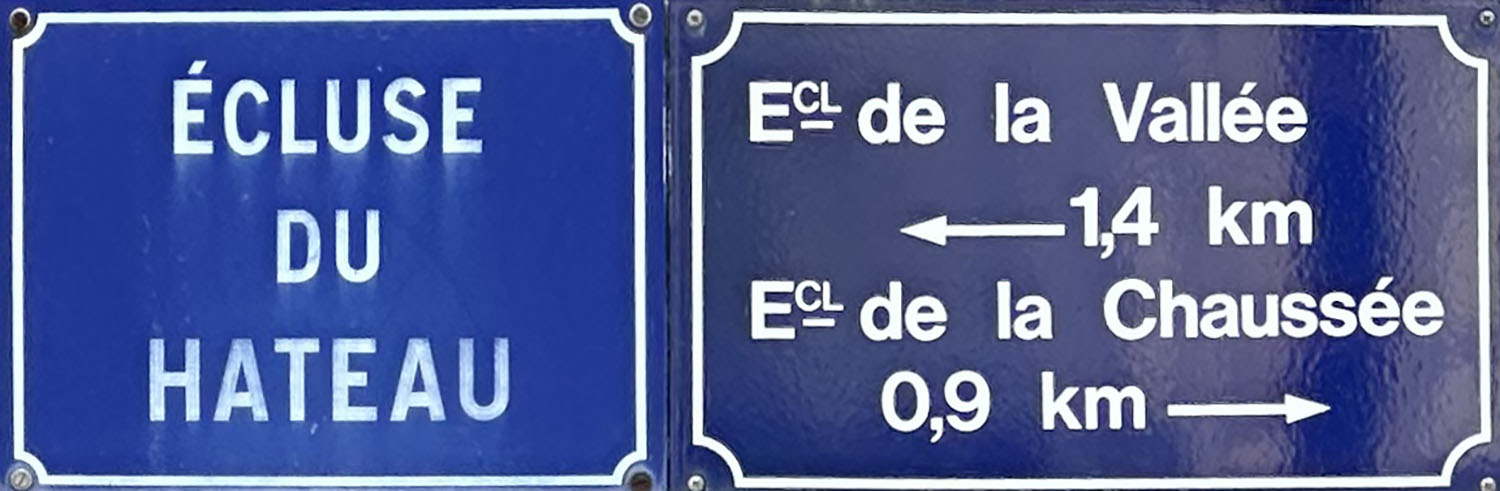 ÉCLUSE
DU
HATEAU
ECL de la Vallée
← 1,4 km
ECL de la Chaussée
0,9 km →